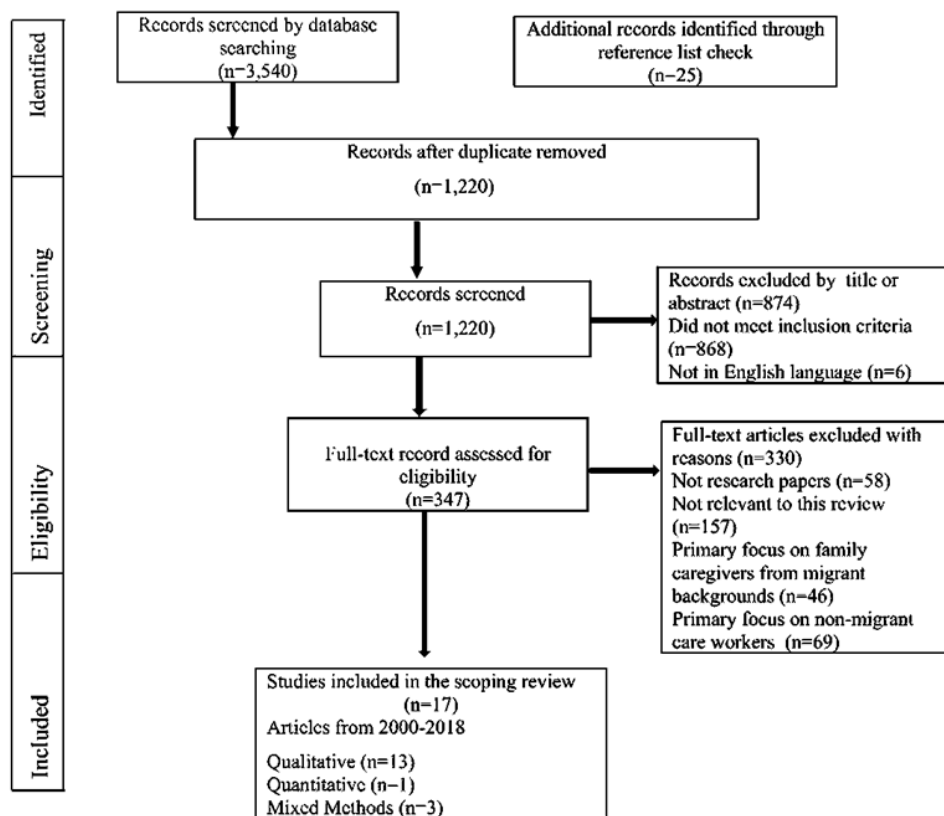 Identified
Records screened by database
searching
(n=3,540)
Additional records identified through
reference list check
(n=25)
Records after duplicate removed
(n=1,220)
Screening
Records screened
(n=1,220)
Records excluded by title or
abstract (n=874)
Did not meet inclusion criteria
(n=868)
Not in English language (n=6)
Eligibility
Full-text record assessed for
eligibility
(n=347)
Full-text articles excluded with
reasons (n=330)
Not research papers (n=58)
Not relevant to this review
(n=157)
Primary focus on family
caregivers from migrant
backgrounds (n=46)
Primary focus on non-migrant
care workers (n=69)
Included
Studies included in the scoping review
(n=17)
Articles from 2000-2018
Qualitative (n=13)
Quantitative (n=1)
Mixed Methods (n=3)